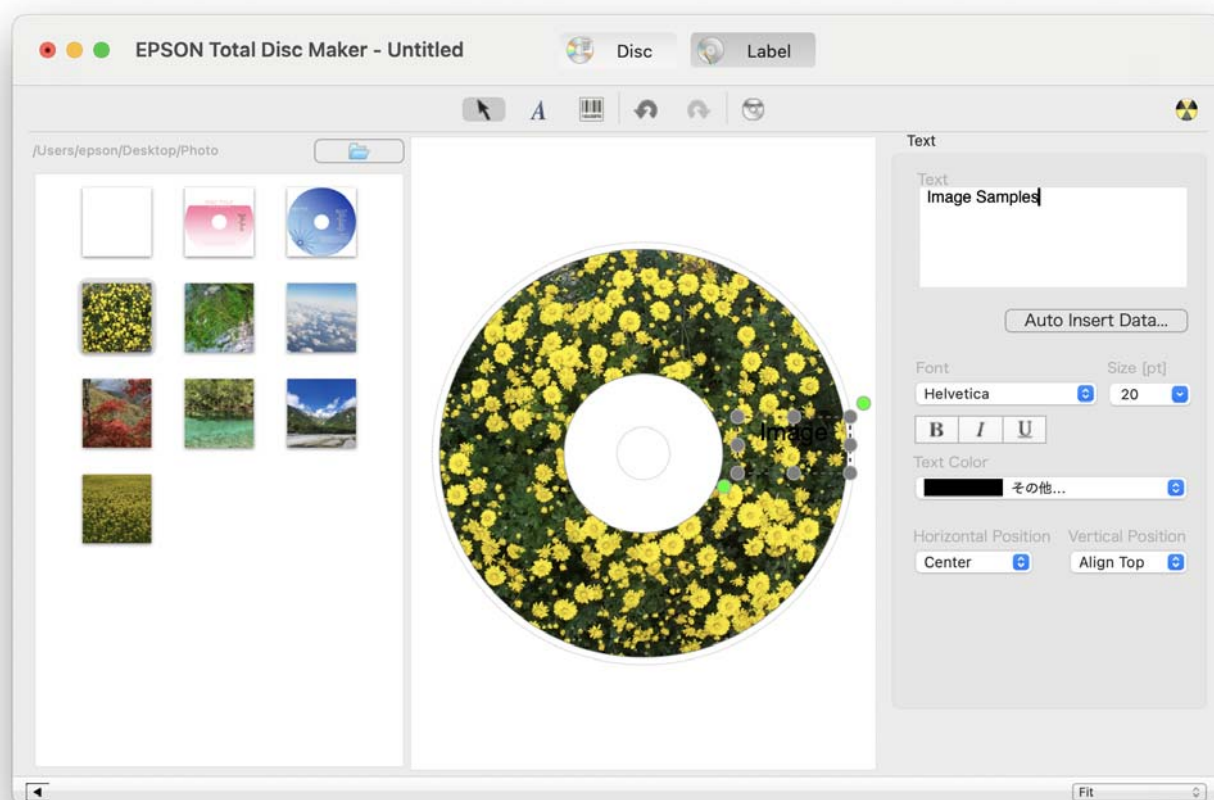 EPSON Total Disc Maker - Untitled
Disc
Label
A
/Users/epson/Desktop/Photo
Text
Text
Image Samples
Auto Insert Data...
Font
Size [pt]
Helvetica
20
B I U
Text Color
その他...
Horizontal Position
Vertical Position
Center
Align Top
Image
Fit